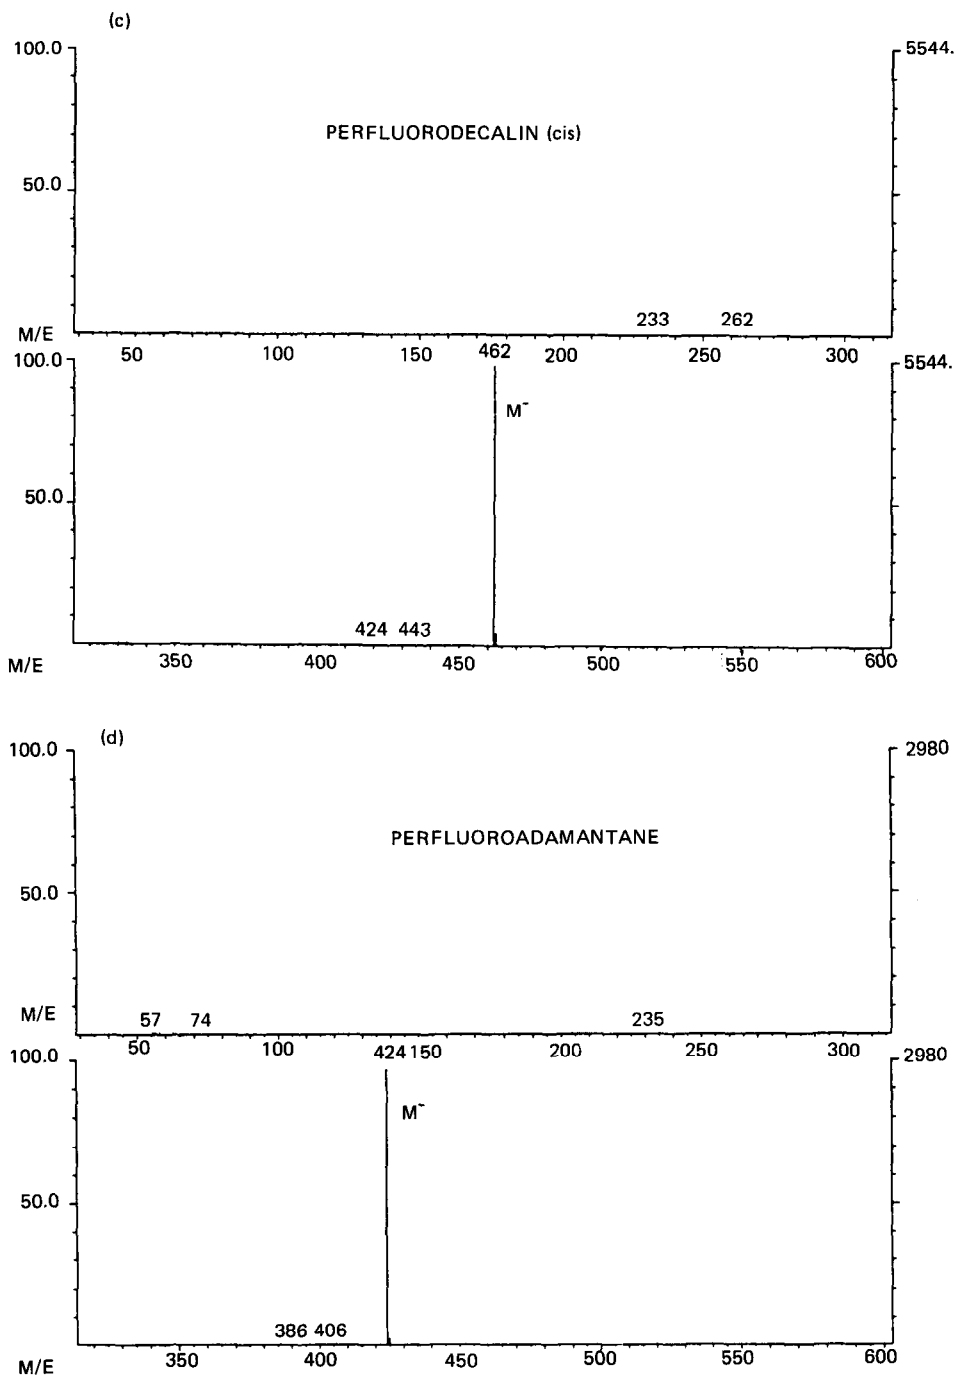 (c)
100.0 5544.
PERFLUORODECALIN (cis)
50.0
233 262
M/E 50 100 150 200 250 300
462
100.0 5544.
M⁻
50.0
424 443
M/E 350 400 450 500 550 600
(d)
100.0 2980
PERFLUOROADAMANTANE
50.0
57 74 235
M/E 50 100 150 200 250 300
424
100.0 2980
M⁻
50.0
386 406
M/E 350 400 450 500 550 600